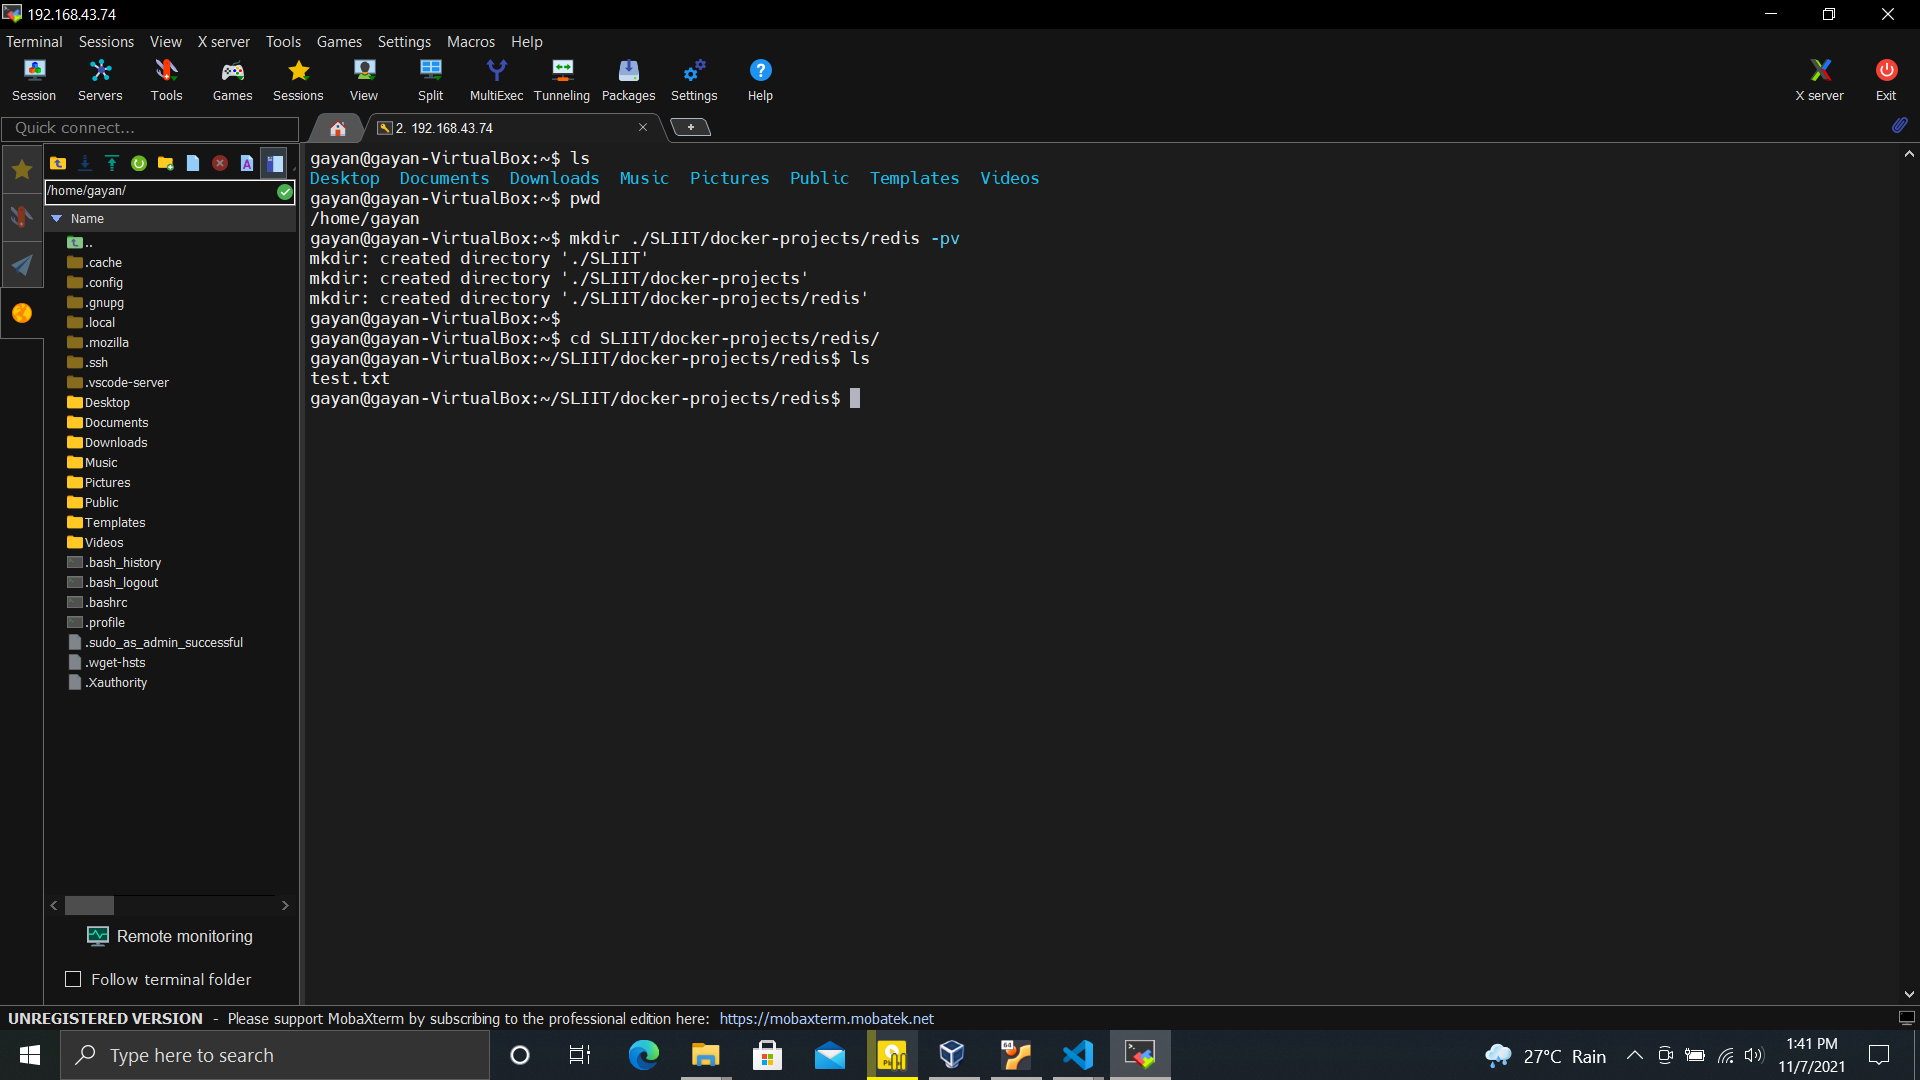 192.168.43.74
Terminal Sessions View X server Tools Games Settings Macros Help
Session Servers Tools Games Sessions View Split MultiExec Tunneling Packages Settings Help X server Exit
Quick connect...
2. 192.168.43.74
/home/gayan/
Name
..
.cache
.config
.gnupg
.local
.mozilla
.ssh
.vscode-server
Desktop
Documents
Downloads
Music
Pictures
Public
Templates
Videos
.bash_history
.bash_logout
.bashrc
.profile
.sudo_as_admin_successful
.wget-hsts
.Xauthority
Remote monitoring
Follow terminal folder
gayan@gayan-VirtualBox:~$ ls
Desktop Documents Downloads Music Pictures Public Templates Videos
gayan@gayan-VirtualBox:~$ pwd
/home/gayan
gayan@gayan-VirtualBox:~$ mkdir ./SLIIT/docker-projects/redis -pv
mkdir: created directory './SLIIT'
mkdir: created directory './SLIIT/docker-projects'
mkdir: created directory './SLIIT/docker-projects/redis'
gayan@gayan-VirtualBox:~$
gayan@gayan-VirtualBox:~$ cd SLIIT/docker-projects/redis/
gayan@gayan-VirtualBox:~/SLIIT/docker-projects/redis$ ls
test.txt
gayan@gayan-VirtualBox:~/SLIIT/docker-projects/redis$
UNREGISTERED VERSION - Please support MobaXterm by subscribing to the professional edition here: https://mobaxterm.mobatek.net
Type here to search
64
27°C Rain
1:41 PM
11/7/2021